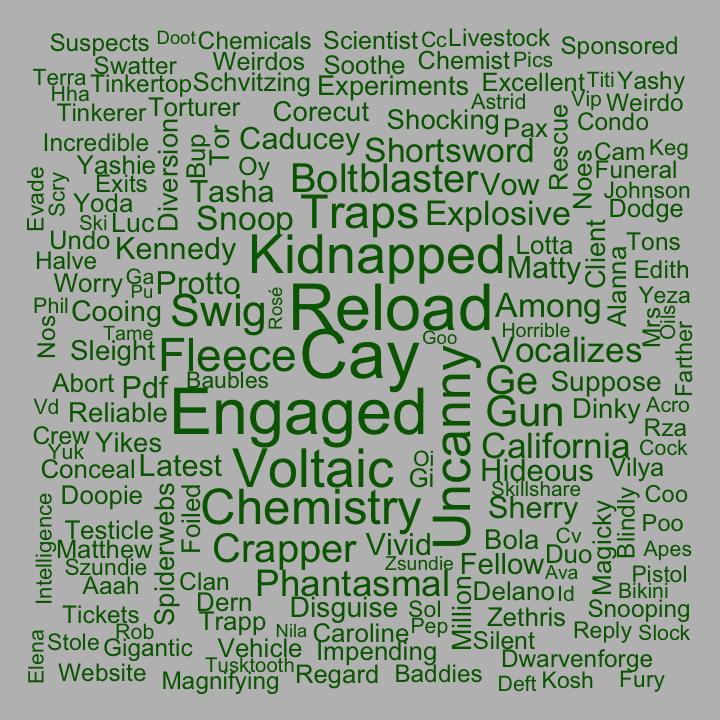 Suspects Doot Chemicals Scientist Cc Livestock Sponsored
Swatter Weirdos Soothe Chemist Pics
Terra Tinkertop Schvitzing Experiments Excellent Titi Yashy
Hha Astrid Vip Weirdo
Tinkerer Torturer Corecut Shocking Pax Condo
Incredible Diversion Bup Tor Caducey Shortsword Rescue Noes Cam Keg
Yashie Oy Funeral
Evade Scry Exits Tasha Boltblaster Vow Johnson
Yoda Snoop Traps Explosive Dodge
Ski Luc
Undo Kennedy Kidnapped Lotta Client Alanna Tons
Halve Matty Edith
Worry Ga Protto
Pu Reload Yeza
Phil Cooing Swig Rosé Among Mrs Oils
Nos Tame Goo Horrible
Sleight Fleece Cay Vocalizes Farther
Abort Pdf Baubles Ge Suppose
Vd Reliable Engaged Uncanny Gun Dinky Acro
Crew Yikes Rza
Yuk California Cock
Conceal Latest Voltaic Oi Hideous Vilya
Gi
Doopie Skillshare Coo
Intelligence Spiderwebs Foiled Chemistry Sherry Magicky Blindly
Testicle Poo
Matthew Crapper Vivid Bola Cv Apes
Szundie Zsundie Fellow Duo
Aaah Clan Phantasmal Ava Pistol
Dern Million Delano Id Bikini
Tickets Trapp Disguise Sol Zethris Snooping
Rob Nila Caroline Pep Reply Slock
Elena Stole Gigantic Vehicle Impending Silent
Tusktooth Dwarvenforge
Website Magnifying Regard Baddies Deft Kosh Fury